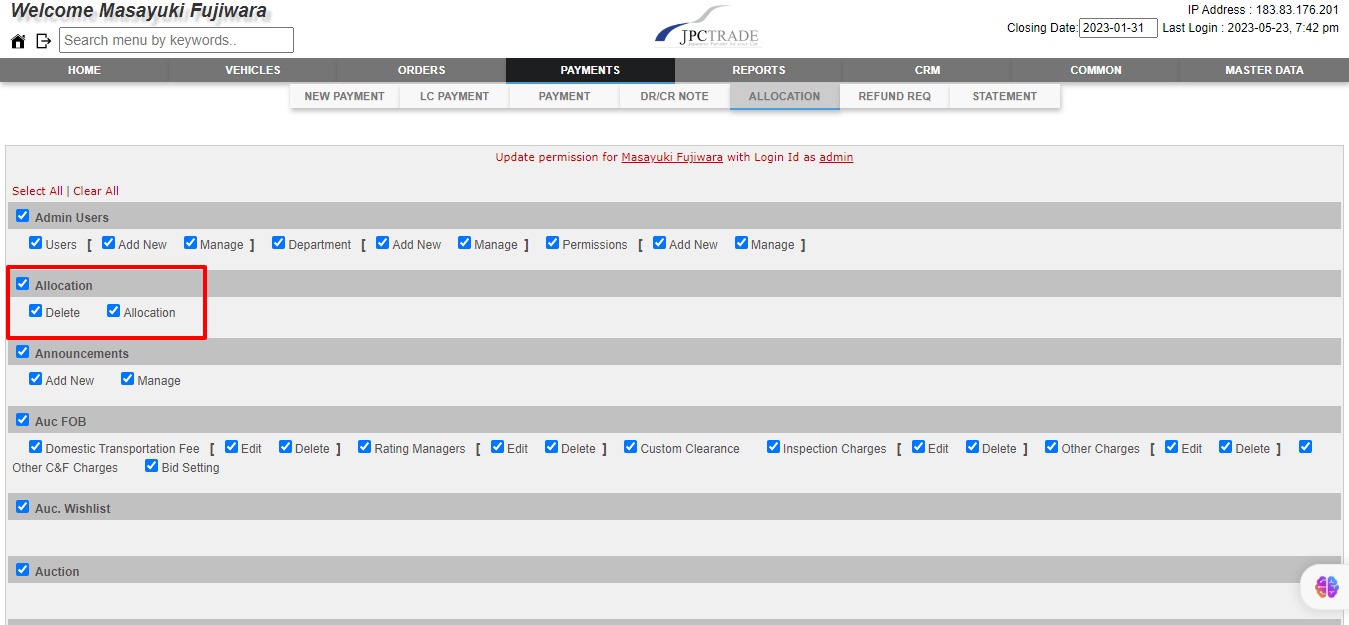 Welcome Masayuki Fujiwara
IP Address : 183.83.176.201
Search menu by keywords..
JPCTRADE
Closing Date: 2023-01-31 Last Login : 2023-05-23, 7:42 pm
HOME VEHICLES ORDERS PAYMENTS REPORTS CRM COMMON MASTER DATA
NEW PAYMENT LC PAYMENT PAYMENT DR/CR NOTE ALLOCATION REFUND REQ STATEMENT
Update permission for Masayuki Fujiwara with Login Id as admin
Select All | Clear All
Admin Users
Users [ Add New Manage ] Department [ Add New Manage ] Permissions [ Add New Manage ]
Allocation
Delete Allocation
Announcements
Add New Manage
Auc FOB
Domestic Transportation Fee [ Edit Delete ] Rating Managers [ Edit Delete ] Custom Clearance Inspection Charges [ Edit Delete ] Other Charges [ Edit Delete ]
Other C&F Charges Bid Setting
Auc. Wishlist
Auction